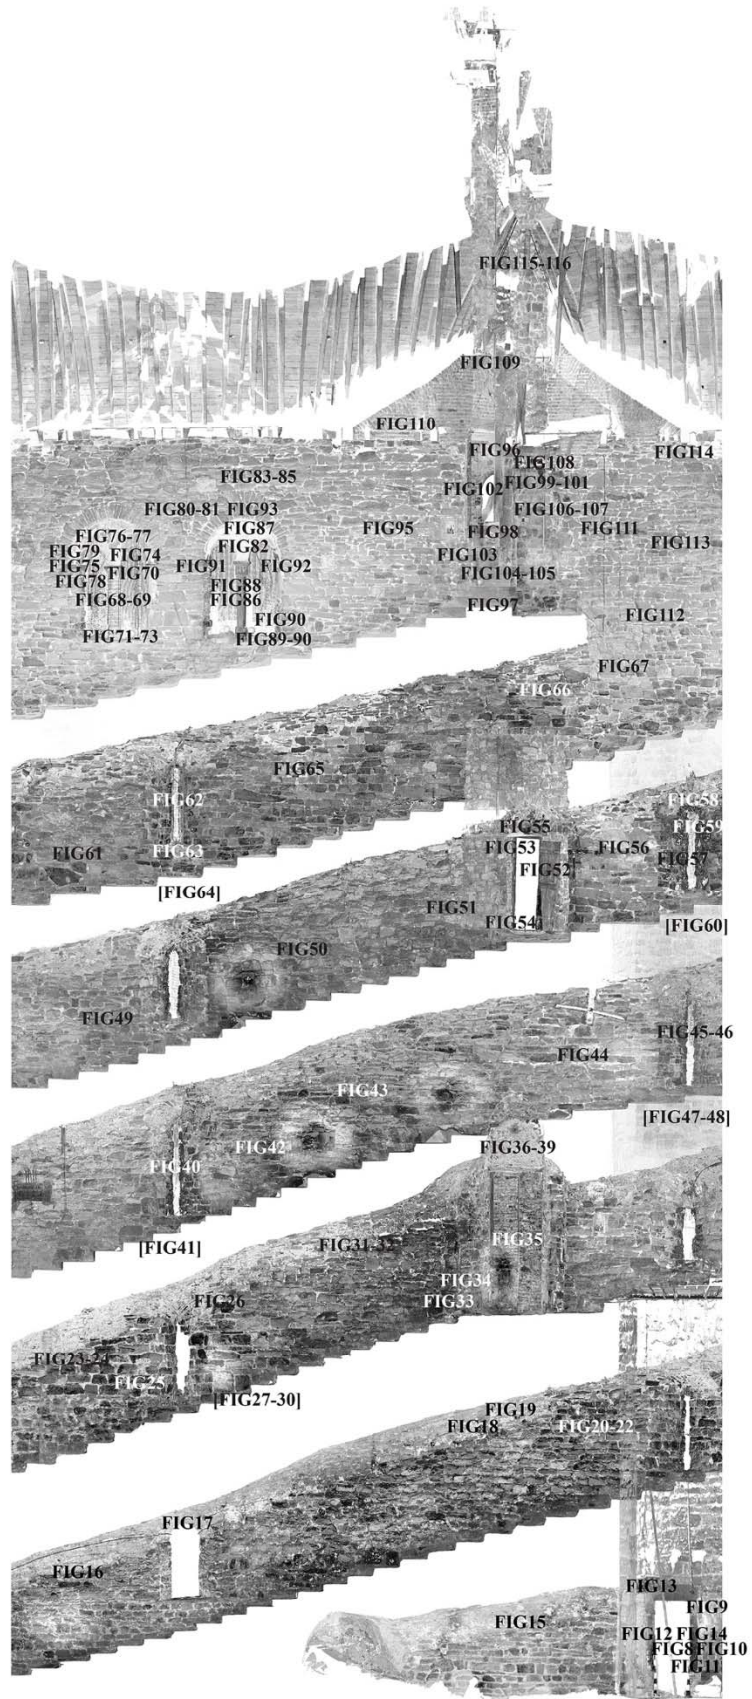 FIG115-116
FIG109
FIG110
FIG96
FIG114
FIG108
FIG83-85
FIG99-101
FIG102
FIG80-81 FIG93
FIG106-107
FIG87
FIG95
FIG98
FIG111
FIG76-77
FIG113
FIG82
FIG79 FIG74
FIG103
FIG75
FIG91
FIG92
FIG70
FIG104-105
FIG78
FIG88
FIG68-69
FIG86
FIG97
FIG112
FIG90
FIG71-73
FIG89-90
FIG67
FIG66
FIG65
FIG62
FIG58
FIG55
FIG59
FIG53
FIG56
FIG63
FIG61
FIG57
FIG52
[FIG64]
FIG51
FIG54
[FIG60]
FIG50
FIG49
FIG45-46
FIG44
FIG43
[FIG47-48]
FIG42
FIG36-39
FIG40
FIG35
FIG31-32
[FIG41]
FIG34
FIG26
FIG33
FIG23-24
FIG25
[FIG27-30]
FIG19
FIG18
FIG20-22
FIG17
FIG16
FIG13
FIG9
FIG15
FIG12 FIG14
FIG8 FIG10
FIG11